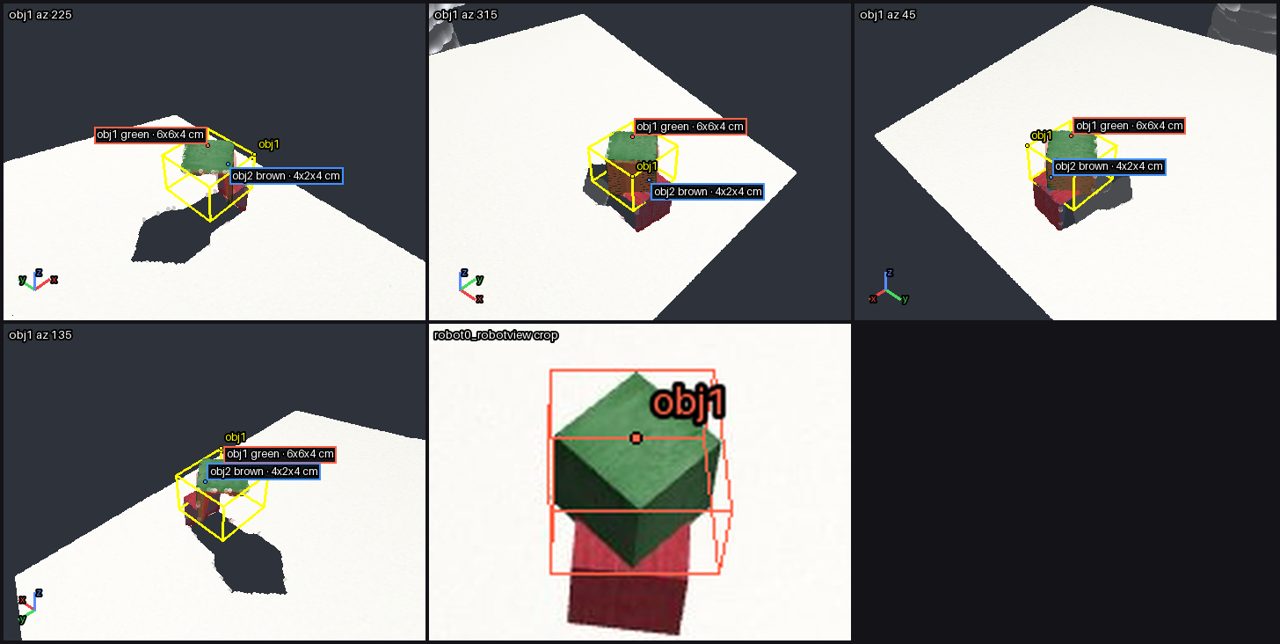 obj1 az 225
obj1 green · 6x6x4 cm
obj1
obj2 brown · 4x2x4 cm
z
y
x
obj1 az 315
obj1 green · 6x6x4 cm
obj1
obj2 brown · 4x2x4 cm
z
y
x
obj1 az 45
obj1 green · 6x6x4 cm
obj1
obj2 brown · 4x2x4 cm
z
x
y
obj1 az 135
obj1
obj1 green · 6x6x4 cm
obj2 brown · 4x2x4 cm
z
x
y
robot0_robotview crop
obj1